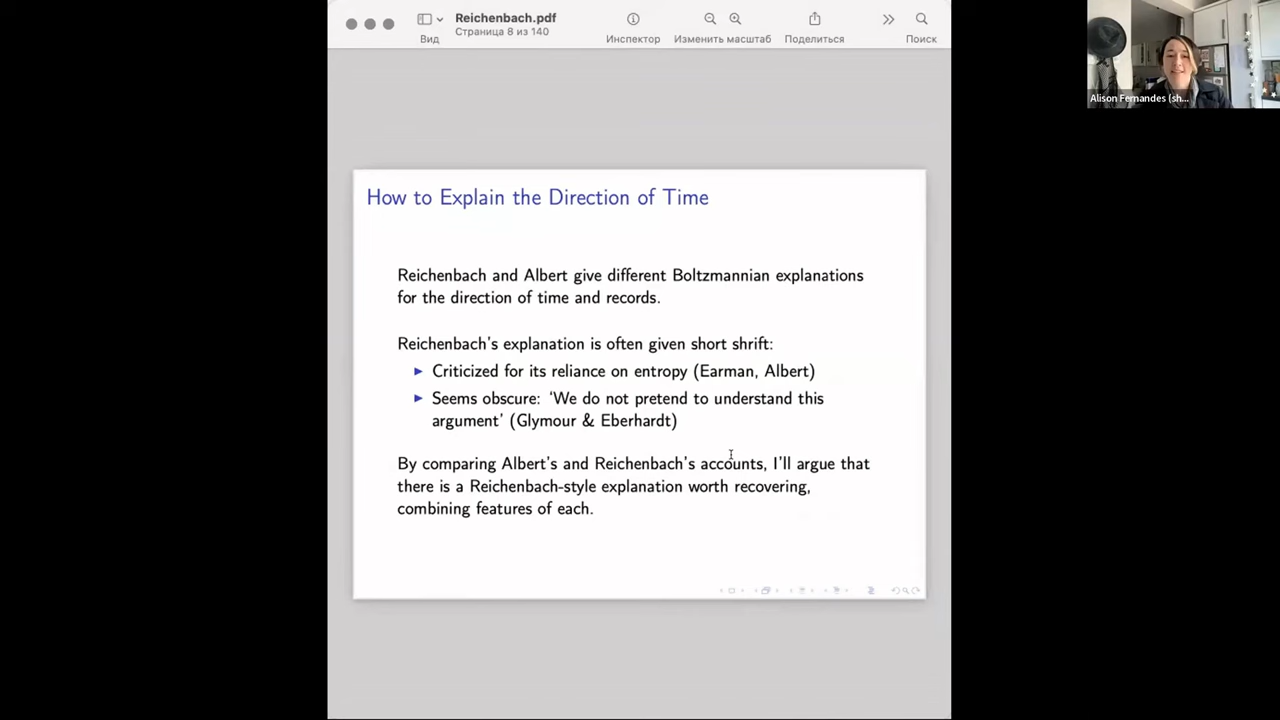 Reichenbach.pdf
Страница 8 из 140
Вид
Инспектор
Изменить масштаб
Поделиться
Поиск
Alison Fernandes (sh...
How to Explain the Direction of Time
Reichenbach and Albert give different Boltzmannian explanations
for the direction of time and records.
Reichenbach's explanation is often given short shrift:
▶ Criticized for its reliance on entropy (Earman, Albert)
▶ Seems obscure: 'We do not pretend to understand this
argument' (Glymour & Eberhardt)
By comparing Albert's and Reichenbach's accounts, I'll argue that
there is a Reichenbach-style explanation worth recovering,
combining features of each.